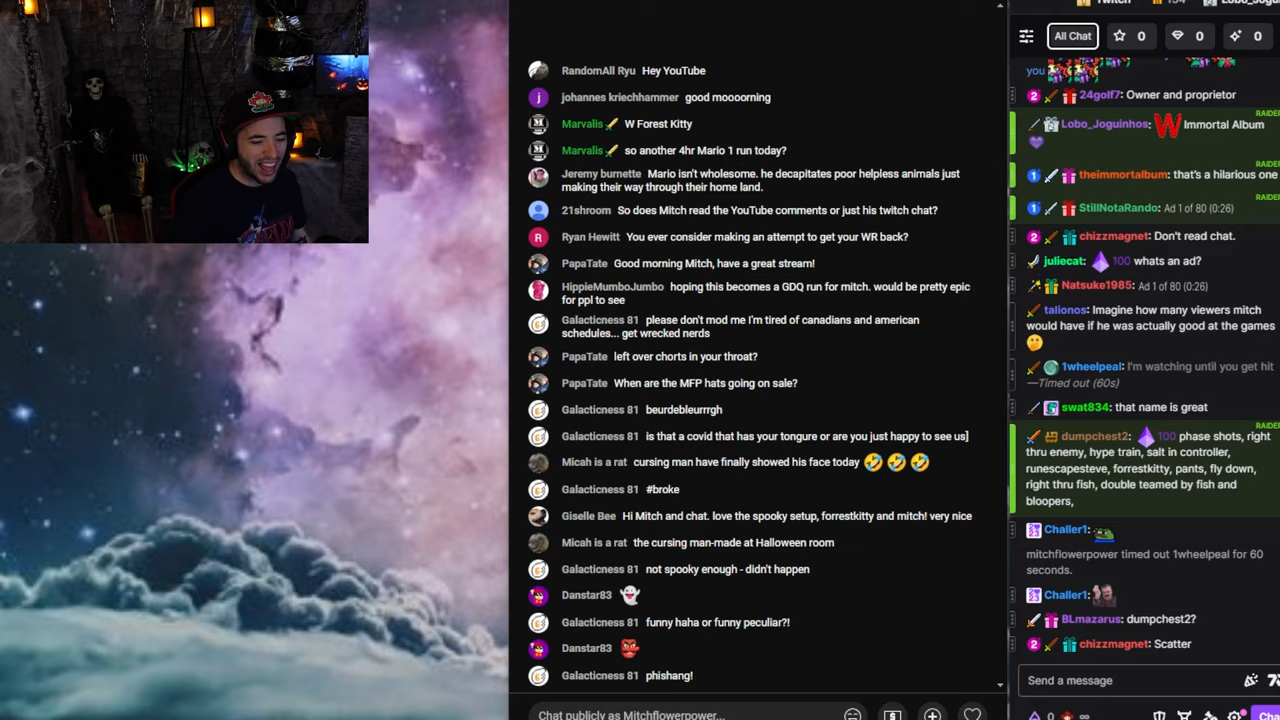 RandomAll Ryu Hey YouTube
johannes kriechhammer good moooorning
Marvalis W Forest Kitty
Marvalis so another 4hr Mario 1 run today?
Jeremy burnette Mario isn't wholesome. he decapitates poor helpless animals just
making their way through their home land.
21shroom So does Mitch read the YouTube comments or just his twitch chat?
Ryan Hewitt You ever consider making an attempt to get your WR back?
PapaTate Good morning Mitch, have a great stream!
HippieMumboJumbo hoping this becomes a GDQ run for mitch. would be pretty epic
for ppl to see
Galacticness 81 please don't mod me I'm tired of canadians and american
schedules... get wrecked nerds
PapaTate left over chorts in your throat?
PapaTate When are the MFP hats going on sale?
Galacticness 81 beurdebleurrrgh
Galacticness 81 is that a covid that has your tongure or are you just happy to see us]
Micah is a rat cursing man have finally showed his face today 🤣 🤣 🤣
Galacticness 81 #broke
Giselle Bee Hi Mitch and chat. love the spooky setup, forrestkitty and mitch! very nice
Micah is a rat the cursing man-made at Halloween room
Galacticness 81 not spooky enough - didn't happen
Danstar83 👻
Galacticness 81 funny haha or funny peculiar?!
Danstar83 👹
Galacticness 81 phishang!
Chat publicly as Mitchflowerpower...
Twitch
All Chat 0 0 0
you
2 24golf7: Owner and proprietor
RAIDER
Lobo_Joguinhos: W Immortal Album
💜
RAIDER
1 theimmortalbum: that's a hilarious one
RAIDER
1 StillNotaRando: Ad 1 of 80 (0:26)
2 chizzmagnet: Don't read chat.
juliecat: 100 whats an ad?
Natsuke1985: Ad 1 of 80 (0:26)
talionos: Imagine how many viewers mitch
would have if he was actually good at the games
🤫
1wheelpeal: I'm watching until you get hit
—Timed out (60s)
swat834: that name is great
RAIDER
dumpchest2: 100 phase shots, right
thru enemy, hype train, salt in controller,
runescapesteve, forrestkitty, pants, fly down,
right thru fish, double teamed by fish and
bloopers,
Challer1:
mitchflowerpower timed out 1wheelpeal for 60
seconds.
Challer1:
BLmazarus: dumpchest2?
2 chizzmagnet: Scatter
Send a message
0 ∞